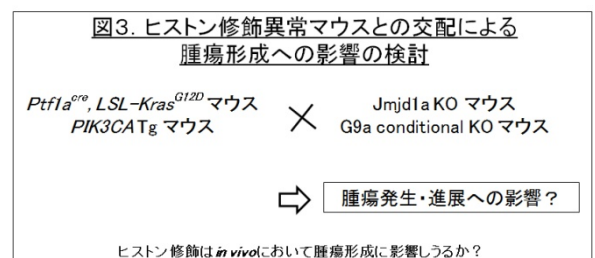 図3. ヒストン修飾異常マウスとの交配による
腫瘍形成への影響の検討
Ptf1a^cre, LSL-Kras^G12D マウス
PIK3CA Tg マウス
×
Jmjd1a KO マウス
G9a conditional KO マウス
⇨ 腫瘍発生・進展への影響？
ヒストン修飾はin vivoにおいて腫瘍形成に影響しうるか？